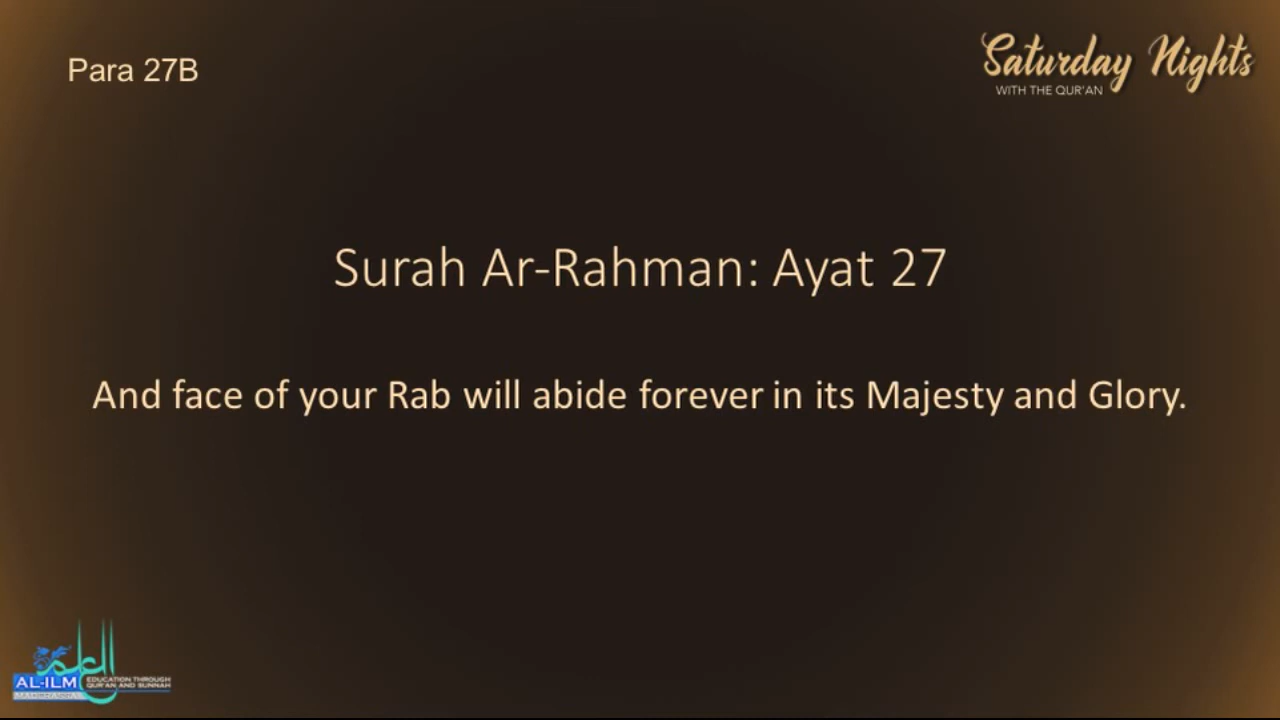 Para 27B
Saturday Nights
WITH THE QUR'AN
Surah Ar-Rahman: Ayat 27
And face of your Rab will abide forever in its Majesty and Glory.
العلم
AL-ILM
EDUCATION THROUGH
QUR'AN AND SUNNAH